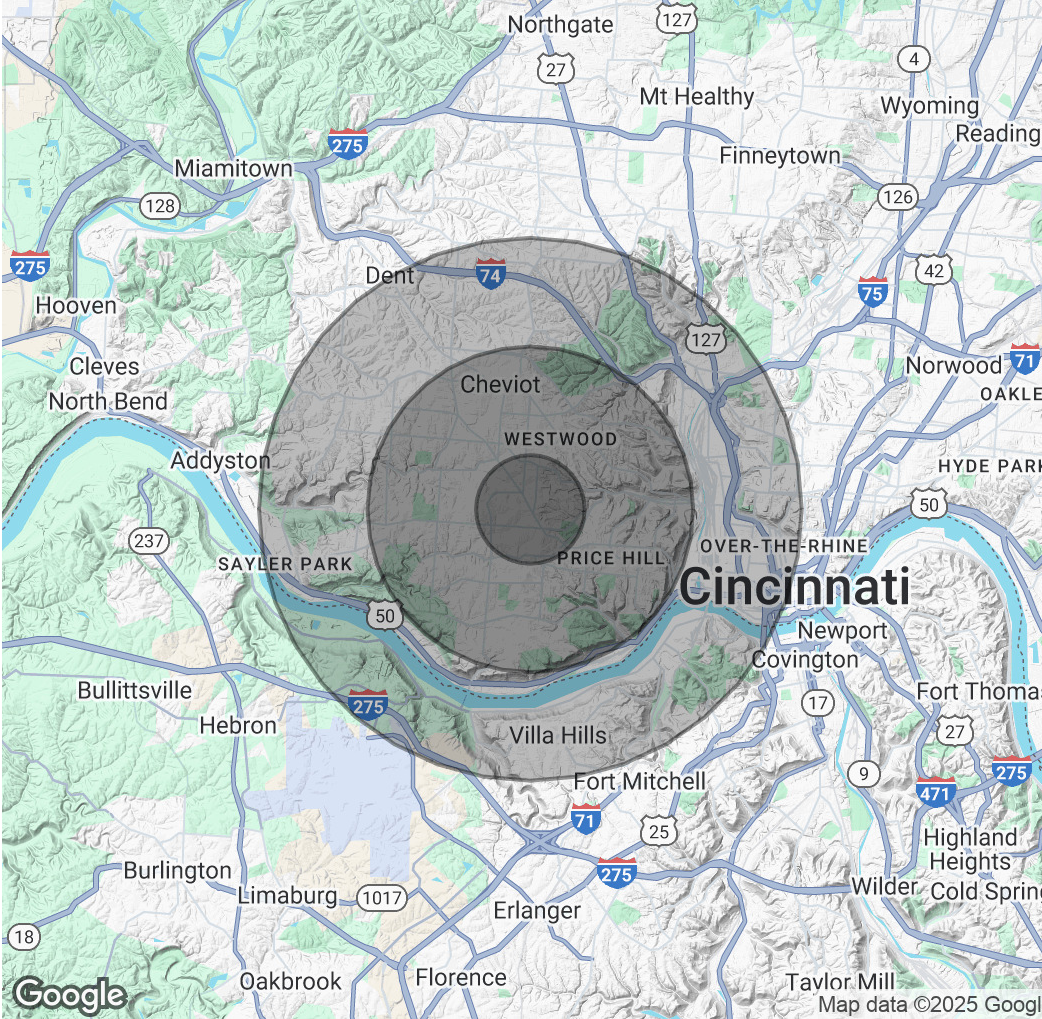 Northgate
127
27
4
Mt Healthy
Wyoming
Reading
275
Finneytown
Miamitown
126
128
275
Dent
74
42
75
Hooven
127
71
Cleves
Norwood
Cheviot
OAKLE
North Bend
WESTWOOD
Addyston
HYDE PARK
50
237
OVER-THE-RHINE
PRICE HILL
SAYLER PARK
Cincinnati
50
Newport
Covington
Bullittsville
Fort Thomas
275
17
Hebron
27
Villa Hills
275
Fort Mitchell
9
471
71
25
Highland
Heights
Burlington
275
Wilder
Cold Spring
Limaburg
1017
Erlanger
18
Oakbrook
Florence
Taylor Mill
Google
Map data ©2025 Googl